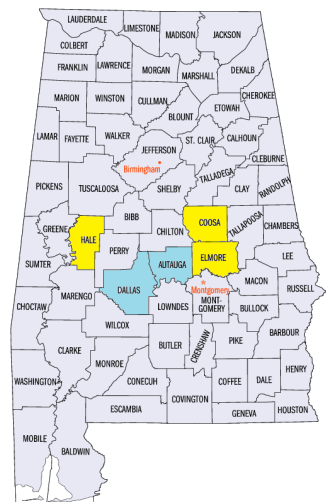 LAUDERDALE
LIMESTONE
MADISON
JACKSON
COLBERT
FRANKLIN
LAWRENCE
MORGAN
MARSHALL
DEKALB
MARION
WINSTON
CULLMAN
BLOUNT
ETOWAH
CHEROKEE
LAMAR
FAYETTE
WALKER
JEFFERSON
ST. CLAIR
CALHOUN
CLEBURNE
Birmingham
PICKENS
TUSCALOOSA
SHELBY
TALLADEGA
CLAY
RANDOLPH
GREENE
HALE
BIBB
CHILTON
COOSA
TALLAPOOSA
CHAMBERS
SUMTER
PERRY
AUTAUGA
ELMORE
LEE
MARENGO
DALLAS
Montgomery
MACON
RUSSELL
CHOCTAW
LOWNDES
MONT-
GOMERY
BULLOCK
WILCOX
BARBOUR
CLARKE
BUTLER
CRENSHAW
PIKE
MONROE
WASHINGTON
CONECUH
COFFEE
DALE
HENRY
COVINGTON
ESCAMBIA
GENEVA
HOUSTON
MOBILE
BALDWIN